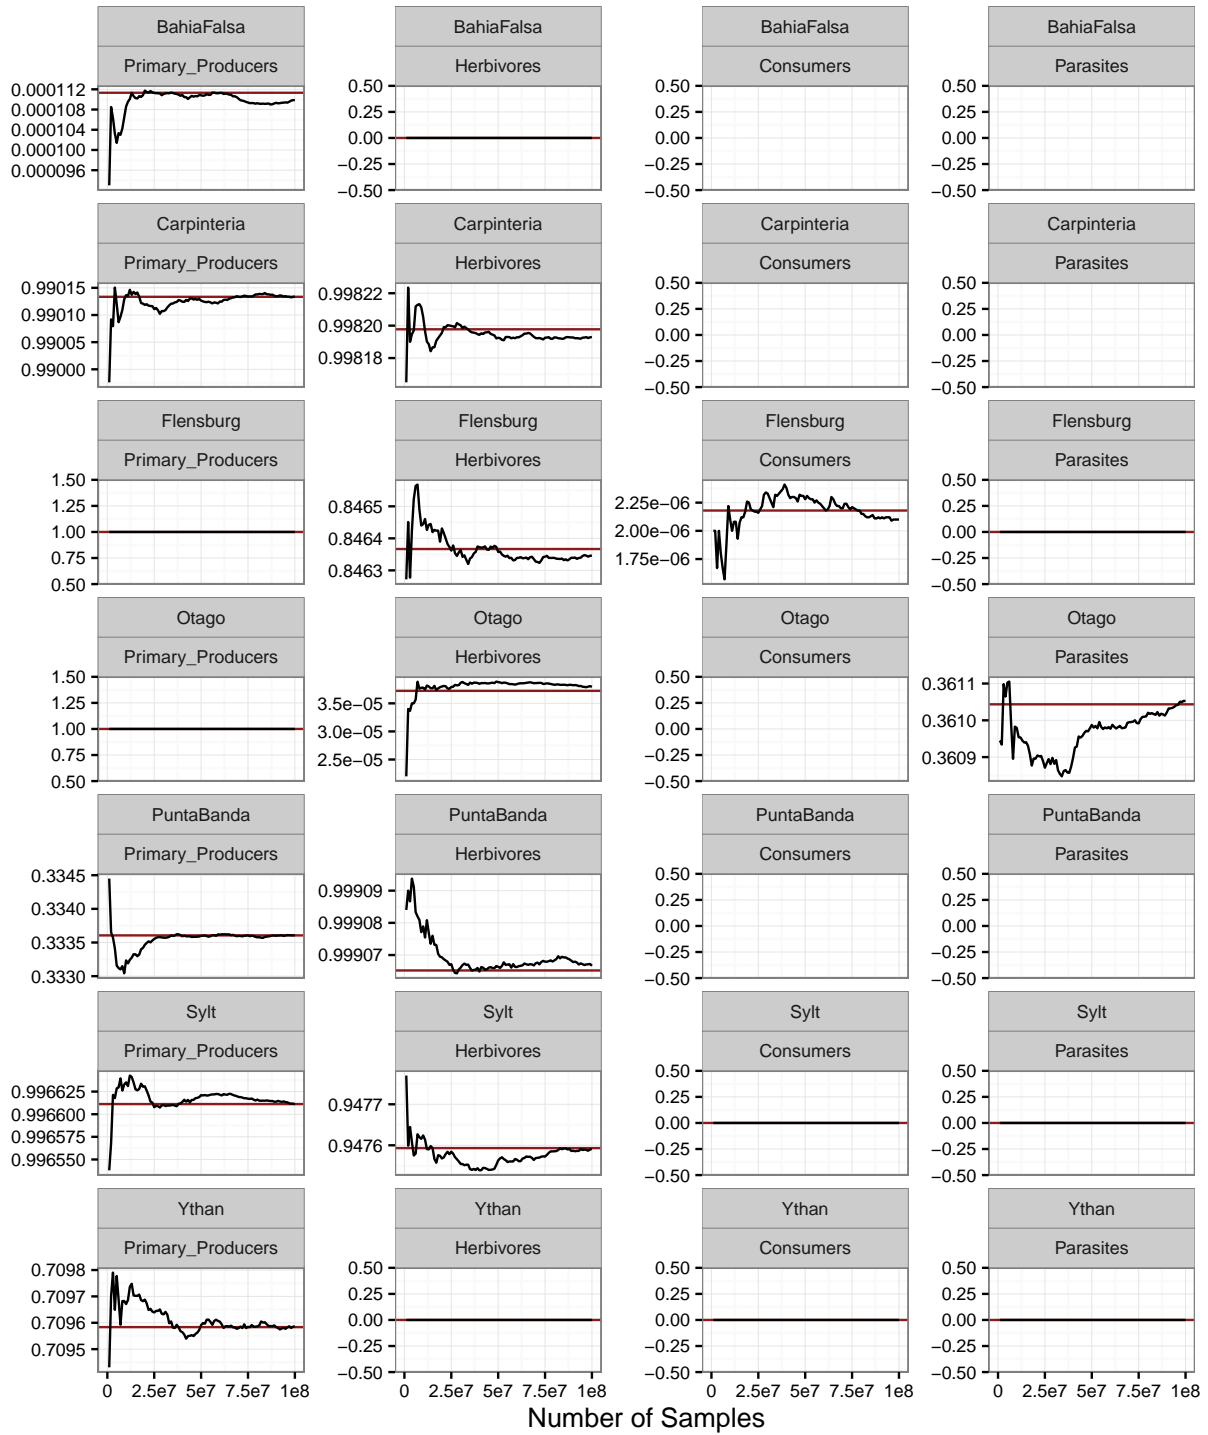 BahiaFalsa BahiaFalsa BahiaFalsa BahiaFalsa
Primary_Producers Herbivores Consumers Parasites
0.000112 0.50 0.50 0.50
0.000108 0.25 0.25 0.25
0.000104 0.00 0.00 0.00
0.000100 −0.25 −0.25 −0.25
0.000096 −0.50 −0.50 −0.50
Carpinteria Carpinteria Carpinteria Carpinteria
Primary_Producers Herbivores Consumers Parasites
0.99015 0.99822 0.50 0.50
0.99010 0.99820 0.25 0.25
0.99005 0.99818 0.00 0.00
0.99000 −0.25 −0.25
−0.50 −0.50
Flensburg Flensburg Flensburg Flensburg
Primary_Producers Herbivores Consumers Parasites
1.50 0.8465 2.25e−06 0.50
1.25 0.8464 2.00e−06 0.25
1.00 0.8463 1.75e−06 0.00
0.75 −0.25
0.50 −0.50
Otago Otago Otago Otago
Primary_Producers Herbivores Consumers Parasites
1.50 3.5e−05 0.50 0.3611
1.25 3.0e−05 0.25 0.3610
1.00 2.5e−05 0.00 0.3609
0.75 −0.25
0.50 −0.50
PuntaBanda PuntaBanda PuntaBanda PuntaBanda
Primary_Producers Herbivores Consumers Parasites
0.3345 0.99909 0.50 0.50
0.3340 0.99908 0.25 0.25
0.3335 0.99907 0.00 0.00
0.3330 −0.25 −0.25
−0.50 −0.50
Sylt Sylt Sylt Sylt
Primary_Producers Herbivores Consumers Parasites
0.996625 0.9477 0.50 0.50
0.996600 0.9476 0.25 0.25
0.996575 0.00 0.00
0.996550 −0.25 −0.25
−0.50 −0.50
Ythan Ythan Ythan Ythan
Primary_Producers Herbivores Consumers Parasites
0.7098 0.50 0.50 0.50
0.7097 0.25 0.25 0.25
0.7096 0.00 0.00 0.00
0.7095 −0.25 −0.25 −0.25
−0.50 −0.50 −0.50
0 2.5e7 5e7 7.5e7 1e8 0 2.5e7 5e7 7.5e7 1e8 0 2.5e7 5e7 7.5e7 1e8 0 2.5e7 5e7 7.5e7 1e8
Number of Samples